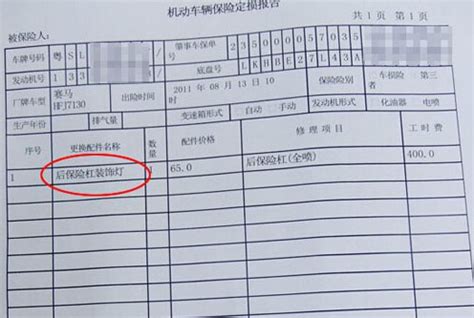 机动车辆保险定损报告
共 1 页 第 1 页
被保险人：
车牌号码 粤 S L 肇事车保单号 2 3 5 0 0 0 0 5 7 0 3 5
发动机号 1 3 3 底盘号 L K H B E 2 7 L 4 3 A
厂牌车型 赛马 HFJ7130 出险时间 2011 年 08 月 13 日 10 时 保险险别 车损险 第三者
生产年份 排气量 变速箱形式 自动 手动 发动机形式 化油器 电喷
序号 更换配件名称 数量 配件价格 修 理 项 目 工 时 费
1 后保险杠装饰灯 1 65.0 后保险杠(全喷) 400.0